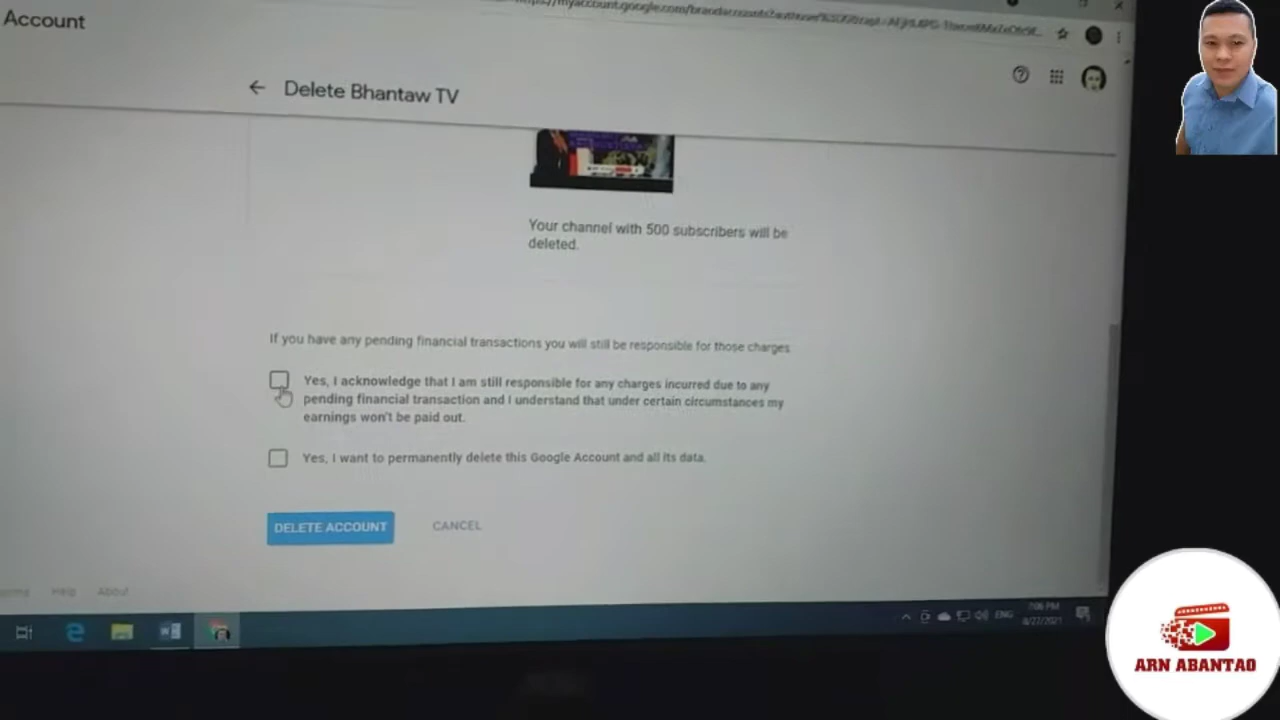 Account
Delete Bhantaw TV
Your channel with 500 subscribers will be
deleted.
If you have any pending financial transactions you will still be responsible for those charges
Yes, I acknowledge that I am still responsible for any charges incurred due to any
pending financial transaction and I understand that under certain circumstances my
earnings won't be paid out.
Yes, I want to permanently delete this Google Account and all its data.
DELETE ACCOUNT
CANCEL
Help
About
ENG
7:06 PM
8/27/2021
ARN ABANTAO